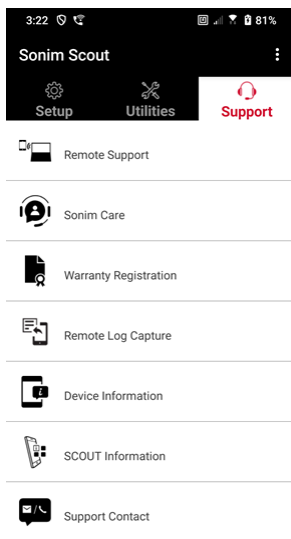 3:22 81%
Sonim Scout
Setup Utilities Support
Remote Support
Sonim Care
Warranty Registration
Remote Log Capture
Device Information
SCOUT Information
Support Contact